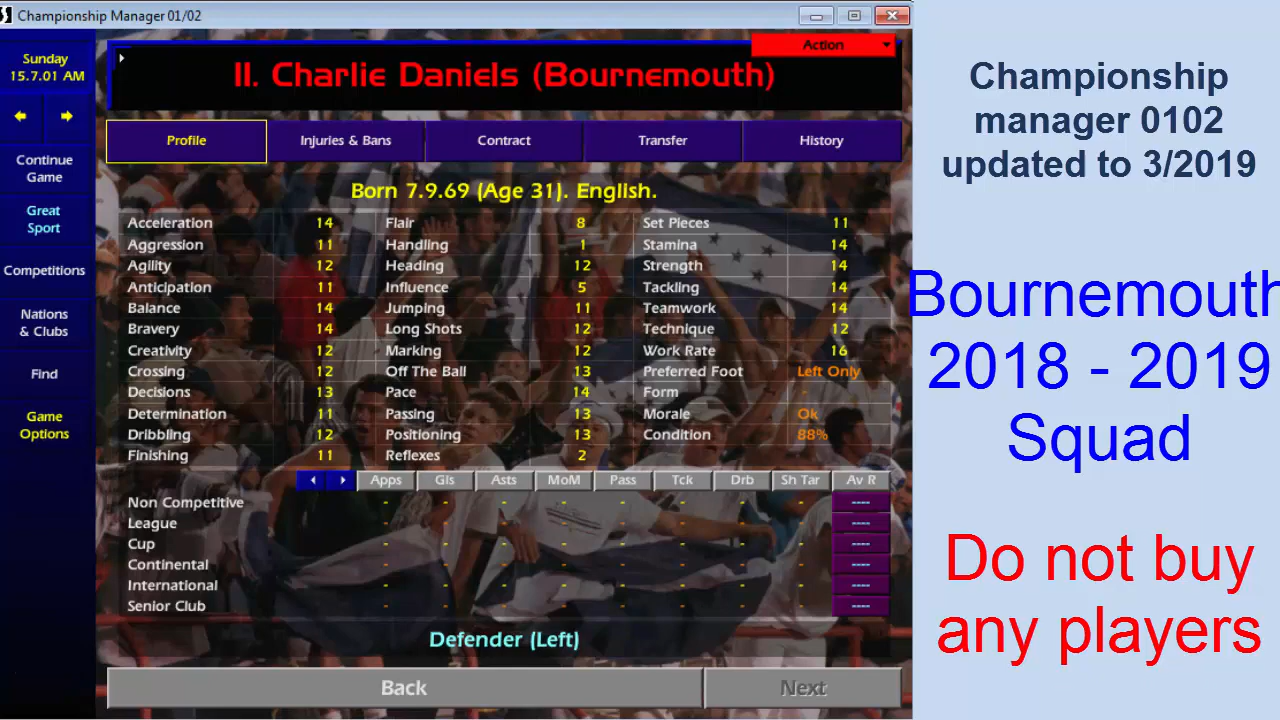 Championship Manager 01/02
Sunday
15.7.01 AM
Continue
Game
Great
Sport
Competitions
Nations
& Clubs
Find
Game
Options
Action
11. Charlie Daniels (Bournemouth)
Profile Injuries & Bans Contract Transfer History
Born 7.9.69 (Age 31). English.
Acceleration 14 Flair 8 Set Pieces 11
Aggression 11 Handling 1 Stamina 14
Agility 12 Heading 12 Strength 14
Anticipation 11 Influence 5 Tackling 14
Balance 14 Jumping 11 Teamwork 14
Bravery 14 Long Shots 12 Technique 12
Creativity 12 Marking 12 Work Rate 16
Crossing 12 Off The Ball 13 Preferred Foot Left Only
Decisions 13 Pace 14 Form -
Determination 11 Passing 13 Morale Ok
Dribbling 12 Positioning 13 Condition 88%
Finishing 11 Reflexes 2
Apps Gls Asts MoM Pass Tck Drb Sh Tar Av R
Non Competitive - - - - - - - - ----
League - - - - - - - - ----
Cup - - - - - - - - ----
Continental - - - - - - - - ----
International - - - - - - - - ----
Senior Club - - - - - - - - ----
Defender (Left)
Back Next
Championship
manager 0102
updated to 3/2019
Bournemouth
2018 - 2019
Squad
Do not buy
any players